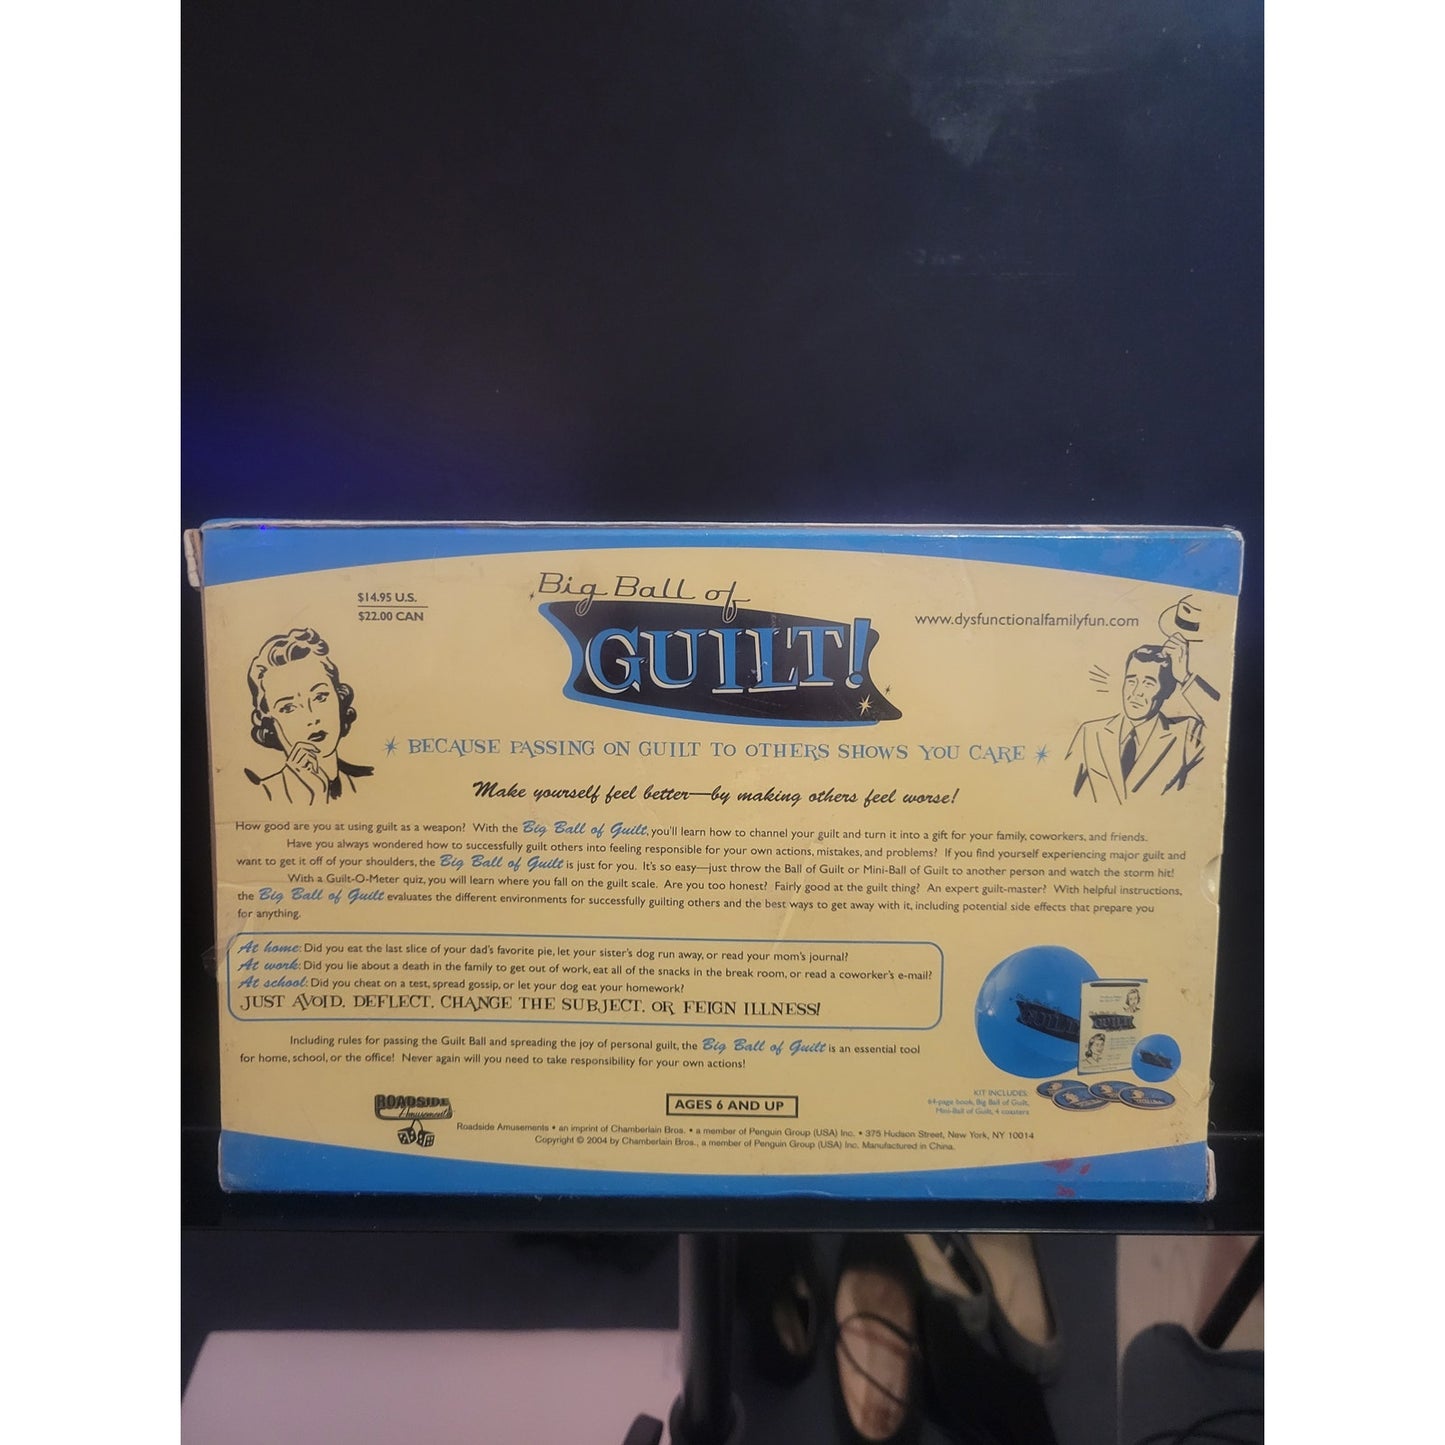 $14.95 U.S.
$22.00 CAN
Big Ball of
GUILT!
www.dysfunctionalfamilyfun.com
BECAUSE PASSING ON GUILT TO OTHERS SHOWS YOU CARE
Make yourself feel better—by making others feel worse!
How good are you at using guilt as a weapon? With the Big Ball of Guilt, you'll learn how to channel your guilt and turn it into a gift for your family, coworkers, and friends.
Have you always wondered how to successfully guilt others into feeling responsible for your own actions, mistakes, and problems? If you find yourself experiencing major guilt and
want to get it off of your shoulders, the Big Ball of Guilt is just for you. It's so easy—just throw the Ball of Guilt or Mini-Ball of Guilt to another person and watch the storm hit!
With a Guilt-O-Meter quiz, you will learn where you fall on the guilt scale. Are you too honest? Fairly good at the guilt thing? An expert guilt-master? With helpful instructions,
the Big Ball of Guilt evaluates the different environments for successfully guilting others and the best ways to get away with it, including potential side effects that prepare you
for anything.
At home: Did you eat the last slice of your dad's favorite pie, let your sister's dog run away, or read your mom's journal?
At work: Did you lie about a death in the family to get out of work, eat all of the snacks in the break room, or read a coworker's e-mail?
At school: Did you cheat on a test, spread gossip, or let your dog eat your homework?
JUST AVOID, DEFLECT, CHANGE THE SUBJECT, OR FEIGN ILLNESS!
Including rules for passing the Guilt Ball and spreading the joy of personal guilt, the Big Ball of Guilt is an essential tool
for home, school, or the office! Never again will you need to take responsibility for your own actions!
GUILT
GUILT!
KIT INCLUDES:
64-page book, Big Ball of Guilt,
Mini-Ball of Guilt, 4 coasters
ROADSIDE
Amusements
AGES 6 AND UP
Roadside Amusements • an imprint of Chamberlain Bros. • a member of Penguin Group (USA) Inc. • 375 Hudson Street, New York, NY 10014
Copyright © 2004 by Chamberlain Bros., a member of Penguin Group (USA) Inc. Manufactured in China.